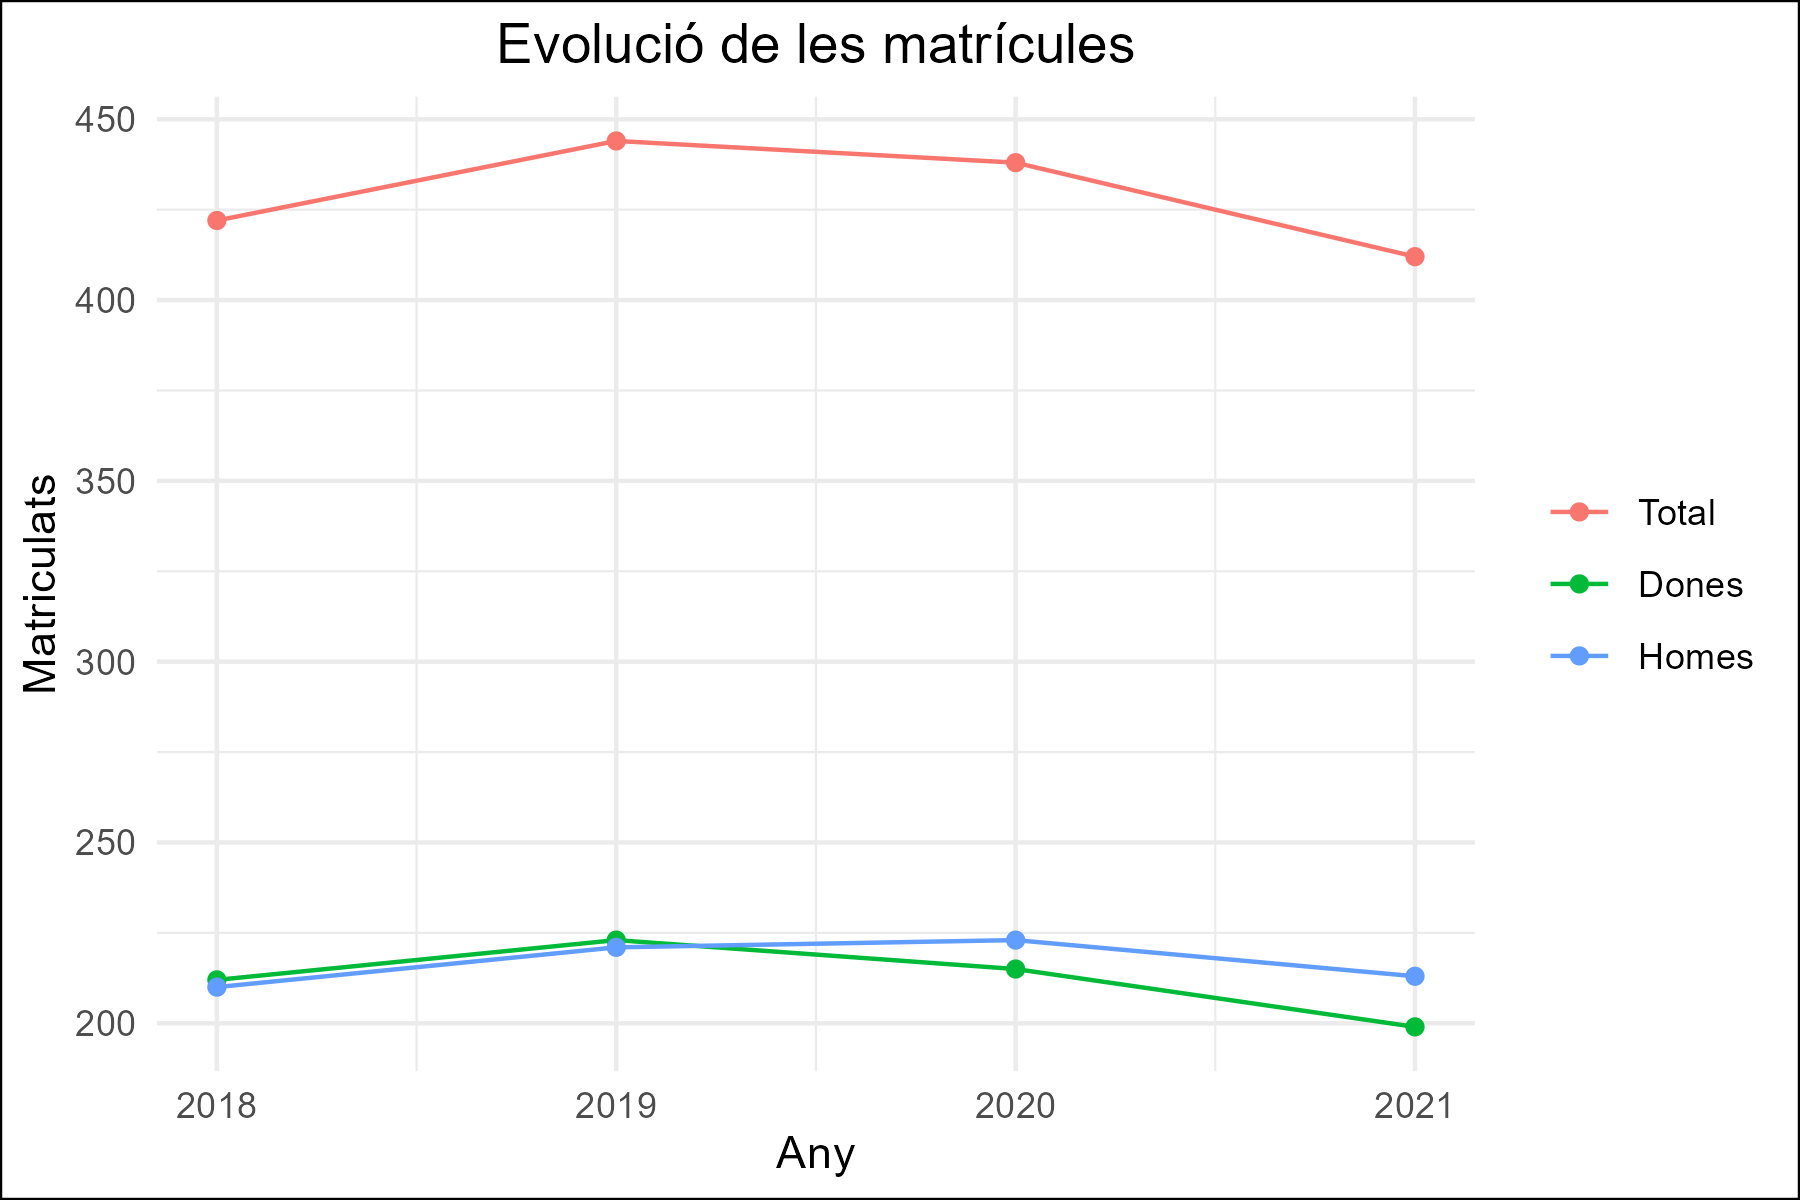 Evolució de les matrícules
Matriculats
450
400
350
300
250
200
2018 2019 2020 2021
Any
Total
Dones
Homes